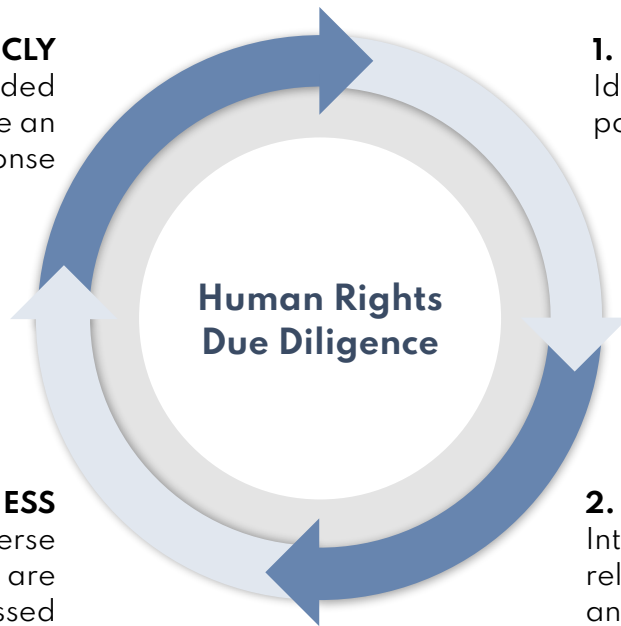 CLY
ded
e an
onse
1.
Id
po
Human Rights
Due Diligence
ESS
erse
are
ssed
2.
Int
rel
an